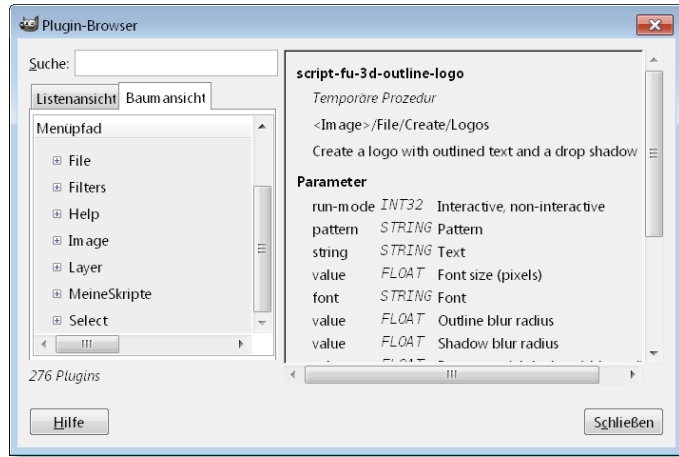 Plugin-Browser
Suche:
Listenansicht Baumansicht
Menüpfad
File
Filters
Help
Image
Layer
MeineSkripte
Select
276 Plugins
script-fu-3d-outline-logo
Temporäre Prozedur
<Image>/File/Create/Logos
Create a logo with outlined text and a drop shadow
Parameter
run-mode INT32 Interactive, non-interactive
pattern STRING Pattern
string STRING Text
value FLOAT Font size (pixels)
font STRING Font
value FLOAT Outline blur radius
value FLOAT Shadow blur radius
Hilfe Schließen